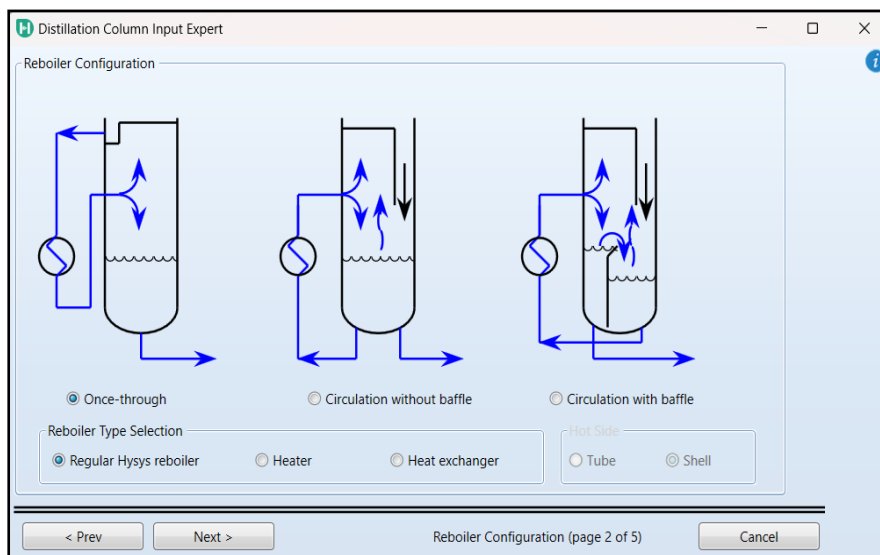 Distillation Column Input Expert
Reboiler Configuration
Once-through
Circulation without baffle
Circulation with baffle
Reboiler Type Selection
Regular Hysys reboiler
Heater
Heat exchanger
Hot Side
Tube
Shell
< Prev
Next >
Reboiler Configuration (page 2 of 5)
Cancel